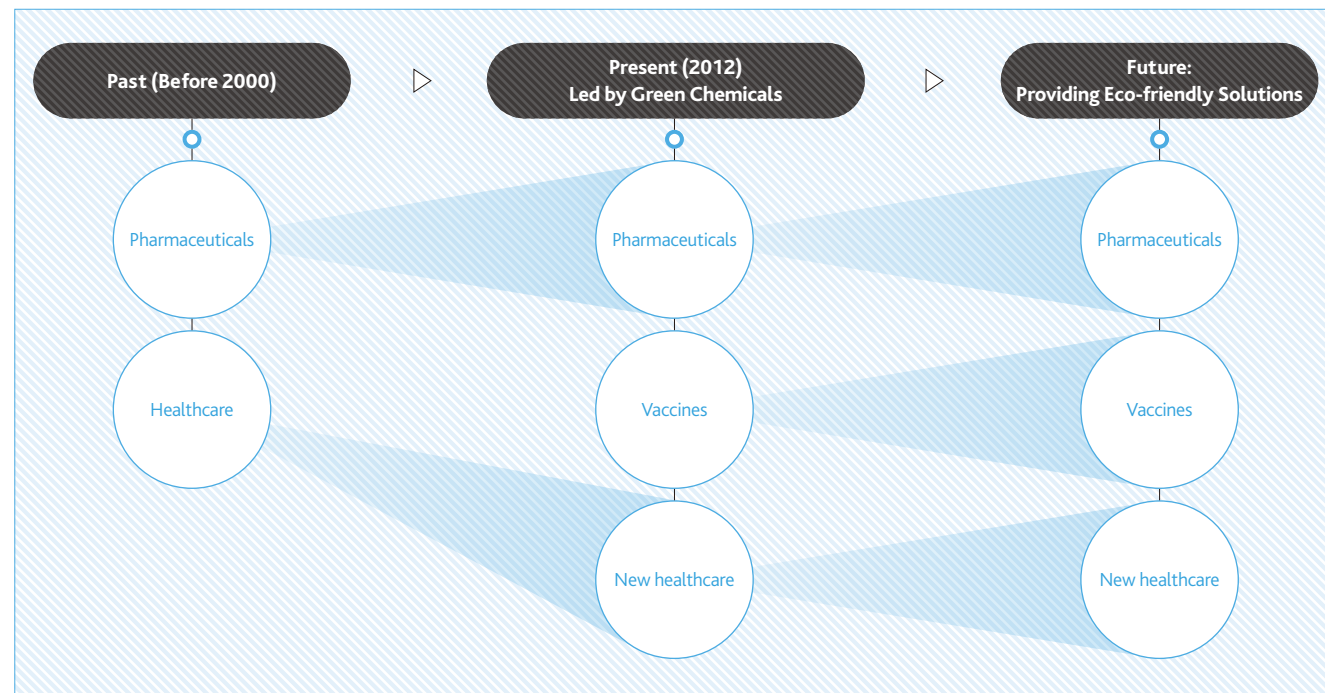 Past (Before 2000)
Present (2012)
Led by Green Chemicals
Future:
Providing Eco-friendly Solutions
Pharmaceuticals
Pharmaceuticals
Pharmaceuticals
Healthcare
Vaccines
Vaccines
New healthcare
New healthcare